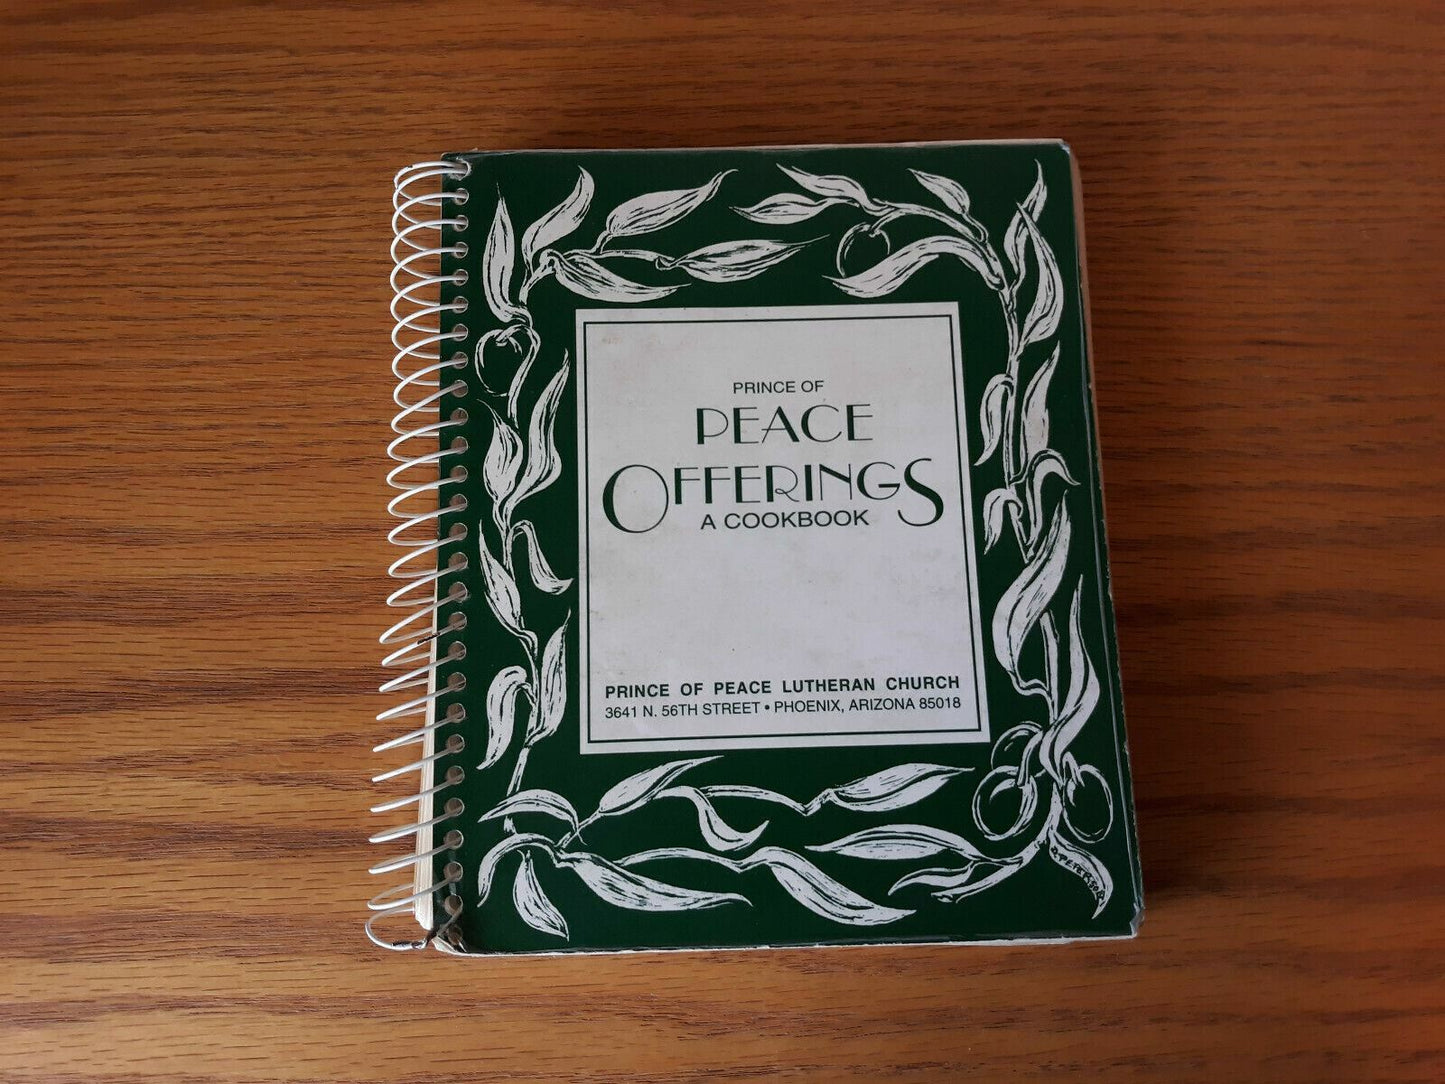 PRINCE OF
PEACE
OFFERINGS
A COOKBOOK
PRINCE OF PEACE LUTHERAN CHURCH
3641 N. 56TH STREET • PHOENIX, ARIZONA 85018